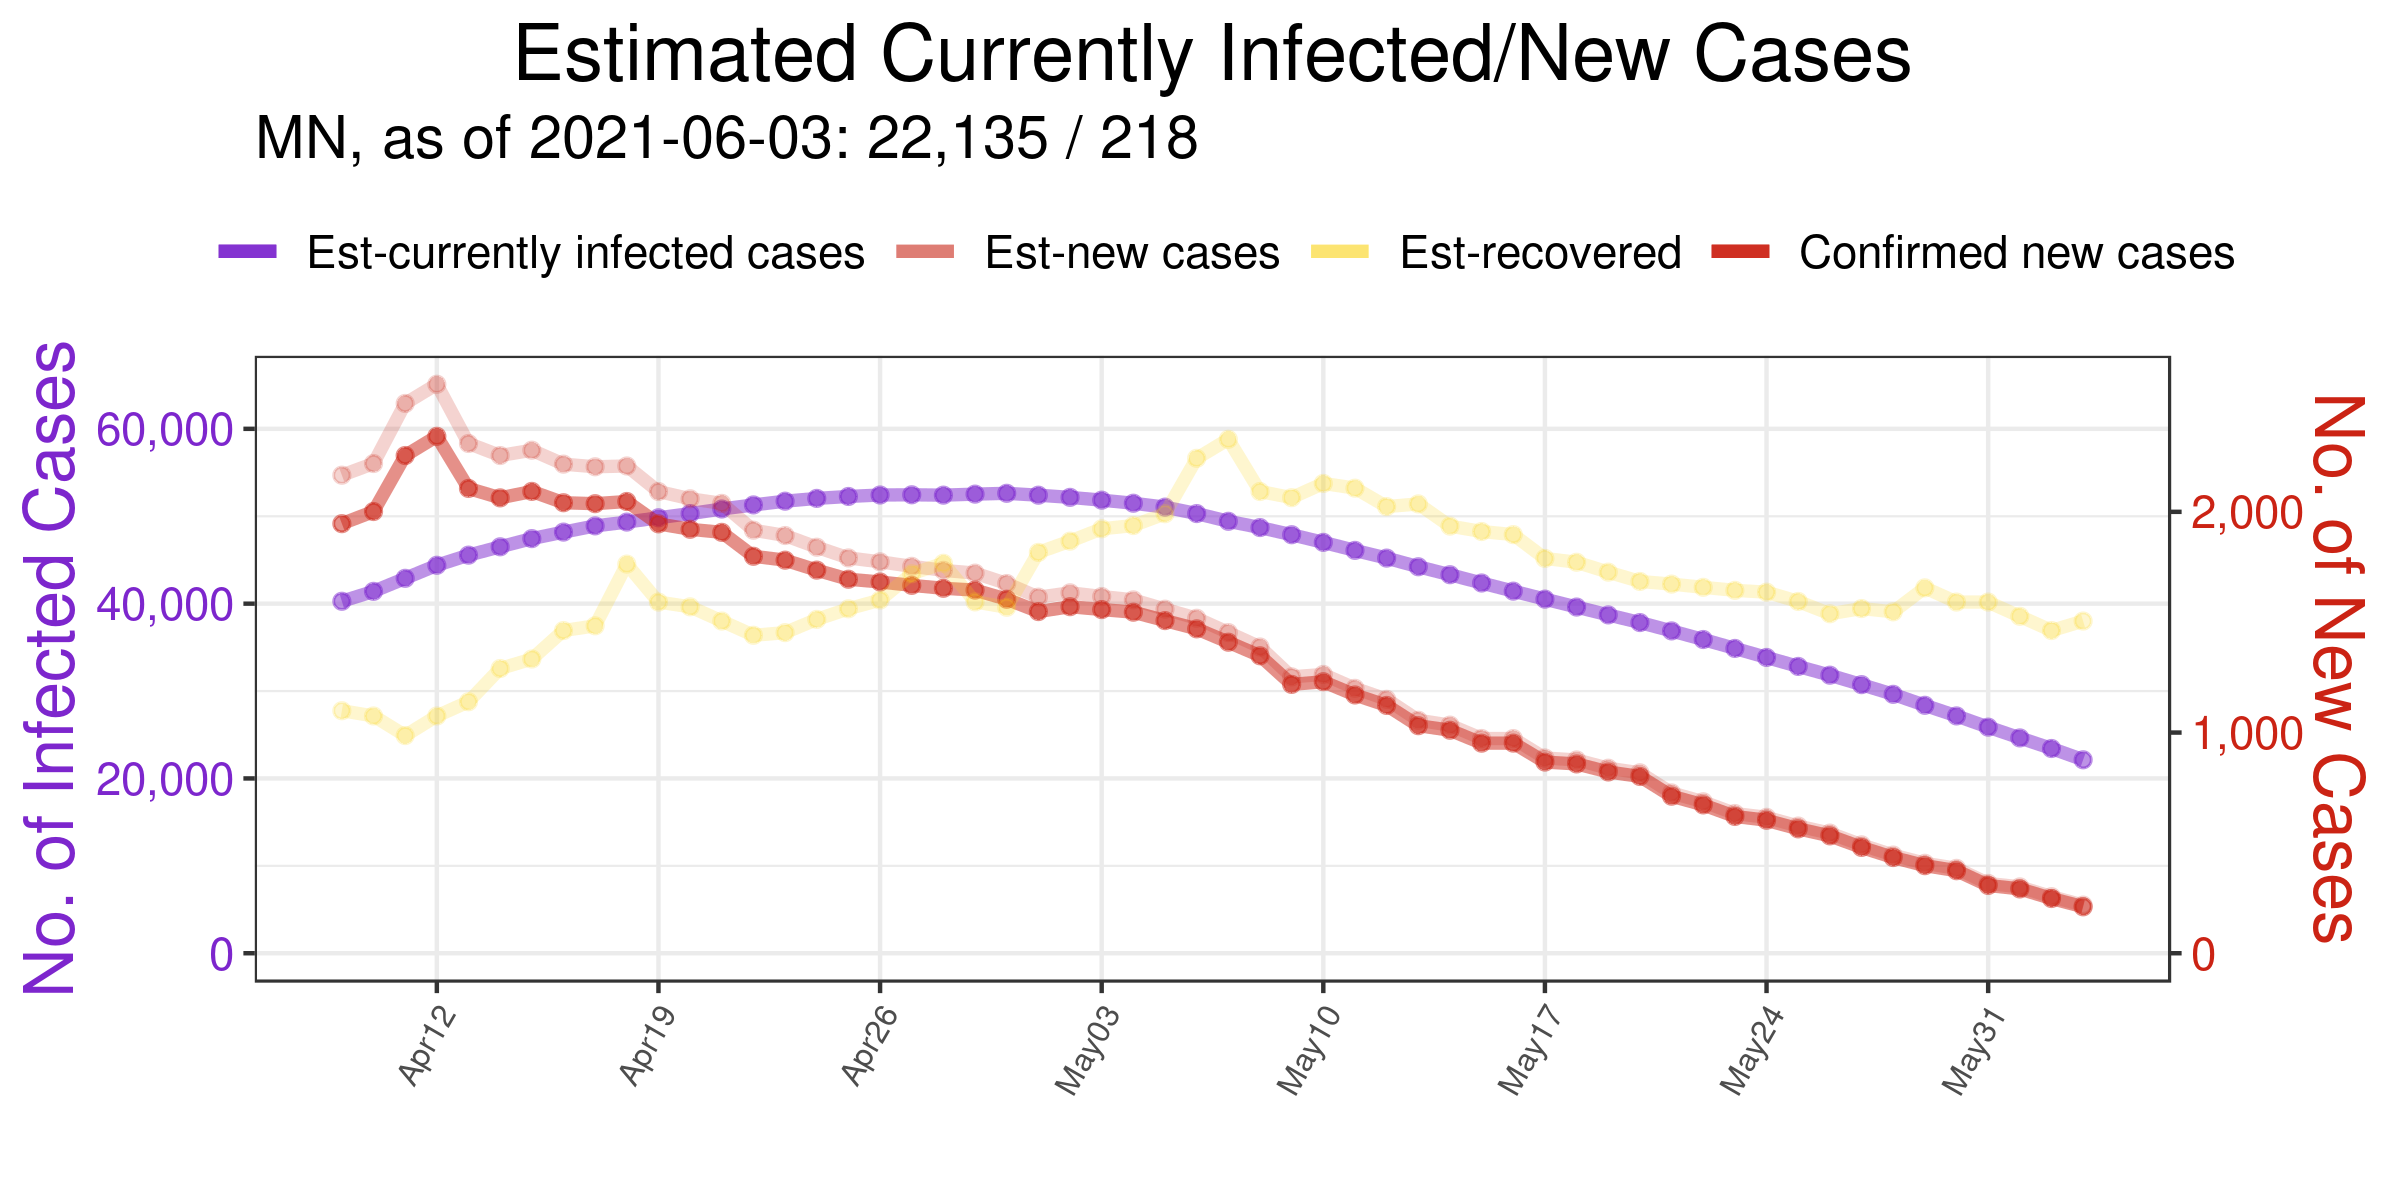 Estimated Currently Infected/New Cases
MN, as of 2021-06-03: 22,135 / 218
Est-currently infected cases Est-new cases Est-recovered Confirmed new cases
No. of Infected Cases
60,000
40,000
20,000
0
No. of New Cases
2,000
1,000
0
Apr12 Apr19 Apr26 May03 May10 May17 May24 May31